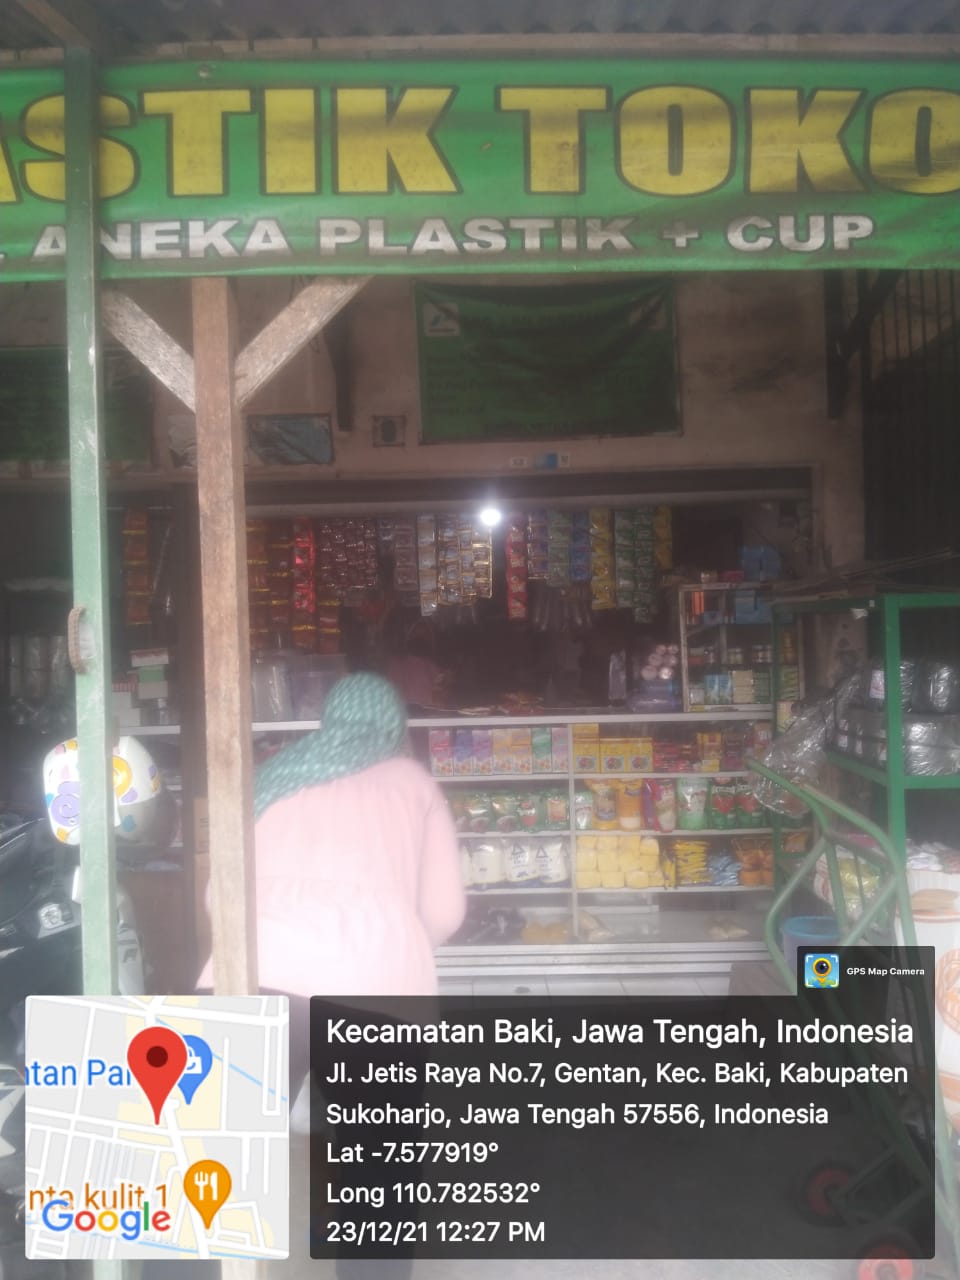 ASTIK TOKO
ANEKA PLASTIK + CUP
GPS Map Camera
Kecamatan Baki, Jawa Tengah, Indonesia
Jl. Jetis Raya No.7, Gentan, Kec. Baki, Kabupaten
Sukoharjo, Jawa Tengah 57556, Indonesia
Lat -7.577919°
Long 110.782532°
23/12/21 12:27 PM
ntan Par
nta kulit 1
Google